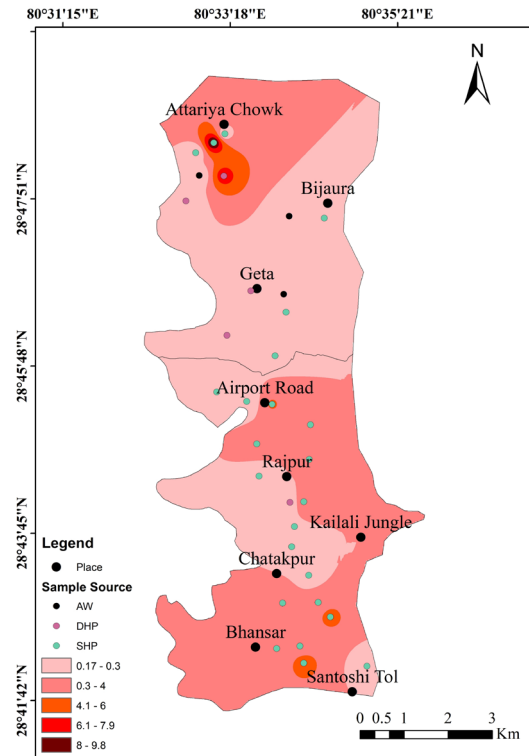 80°31'15"E 80°33'18"E 80°35'21"E
N
Attariya Chowk
28°47'51"N
Bijaura
Geta
28°45'48"N
Airport Road
Rajpur
28°43'45"N
Kailali Jungle
Chatakpur
Bhansar
Santoshi Tol
28°41'42"N
Legend
Place
Sample Source
AW
DHP
SHP
0.17 - 0.3
0.3 - 4
4.1 - 6
6.1 - 7.9
8 - 9.8
0 0.5 1 2 3
Km